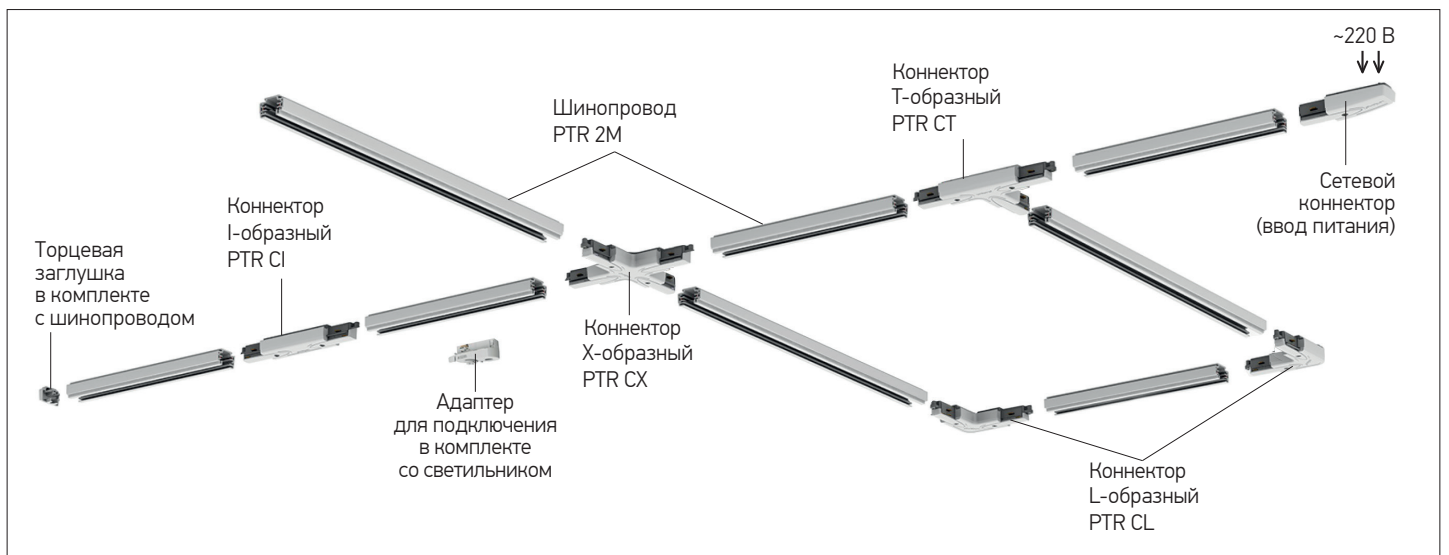 ~220 В
Коннектор
Т-образный
PTR CT
Шинопровод
PTR 2M
Сетевой
коннектор
(ввод питания)
Коннектор
I-образный
PTR CI
Торцевая
заглушка
в комплекте
с шинопроводом
Коннектор
Х-образный
PTR CX
Адаптер
для подключения
в комплекте
со светильником
Коннектор
L-образный
PTR CL